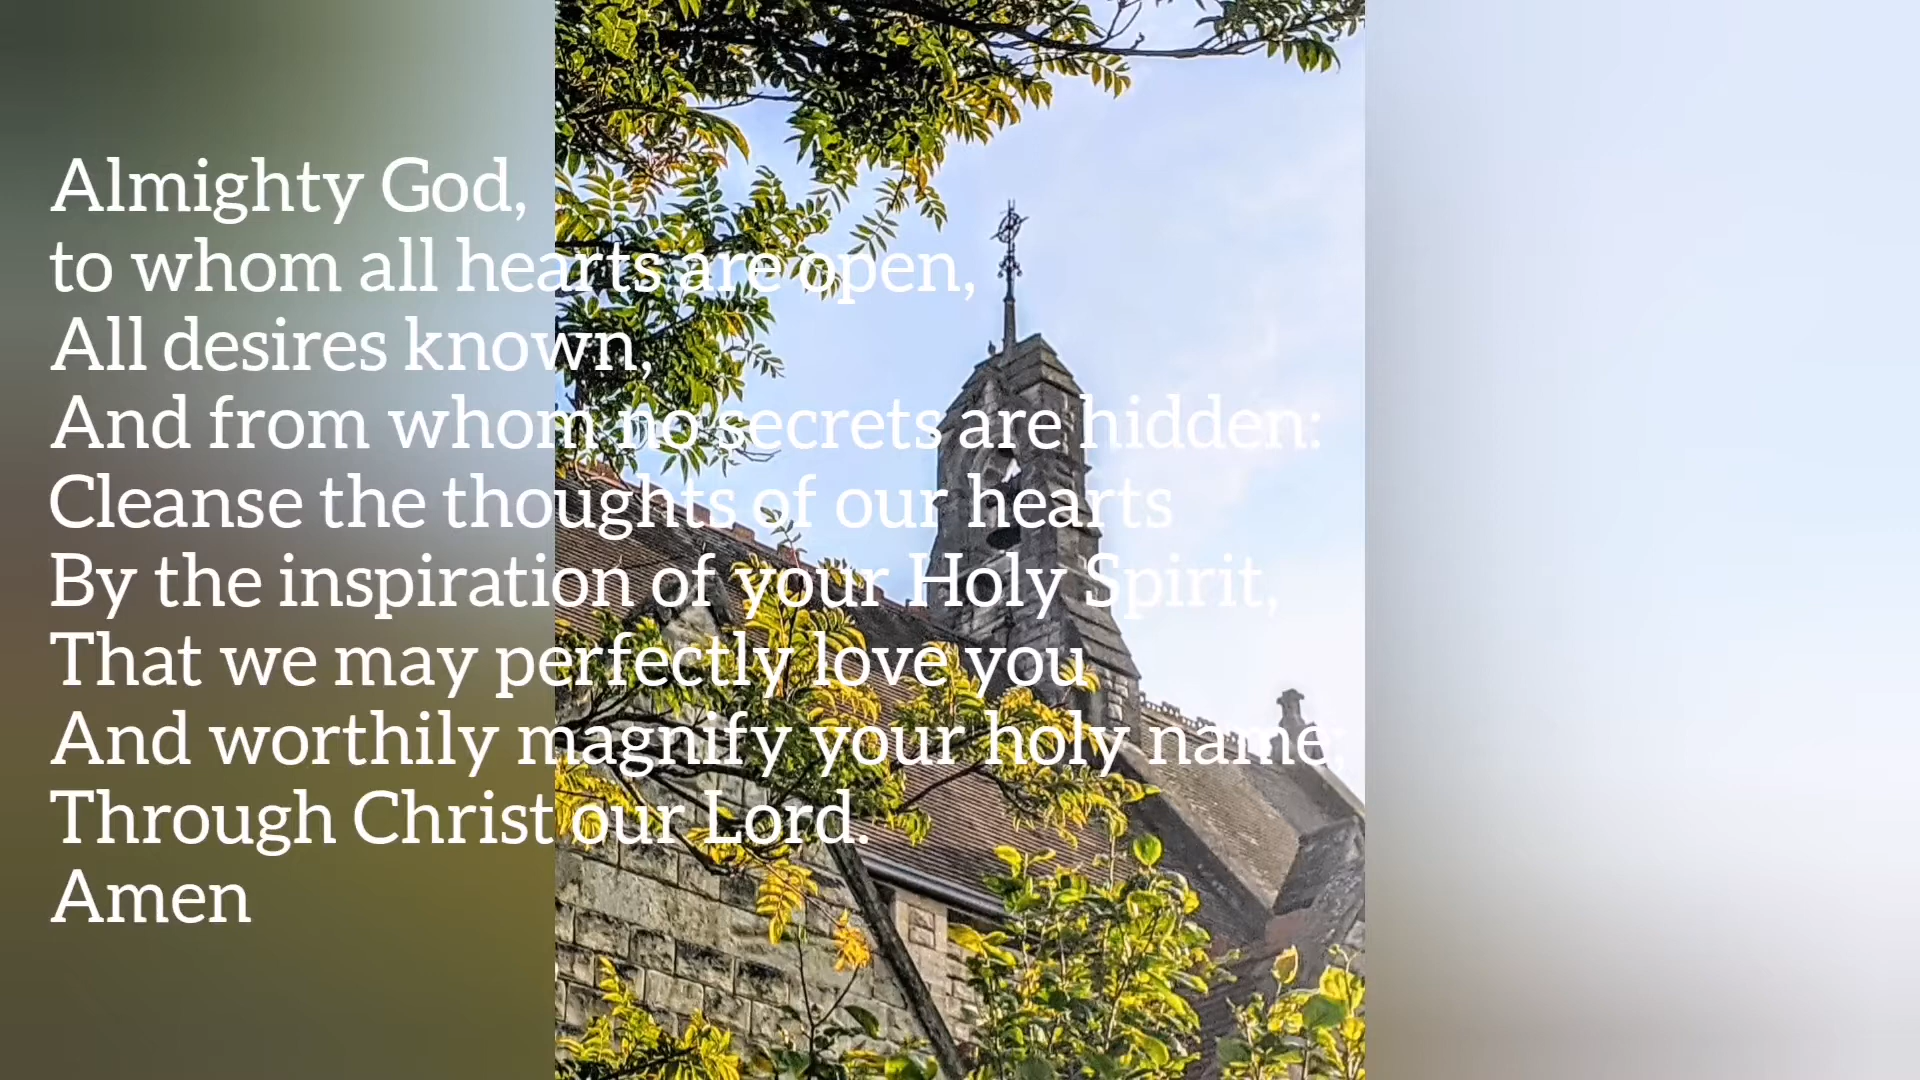 Almighty God,
to whom all hearts are open,
All desires known,
And from whom no secrets are hidden:
Cleanse the thoughts of our hearts
By the inspiration of your Holy Spirit,
That we may perfectly love you
And worthily magnify your holy name;
Through Christ our Lord.
Amen